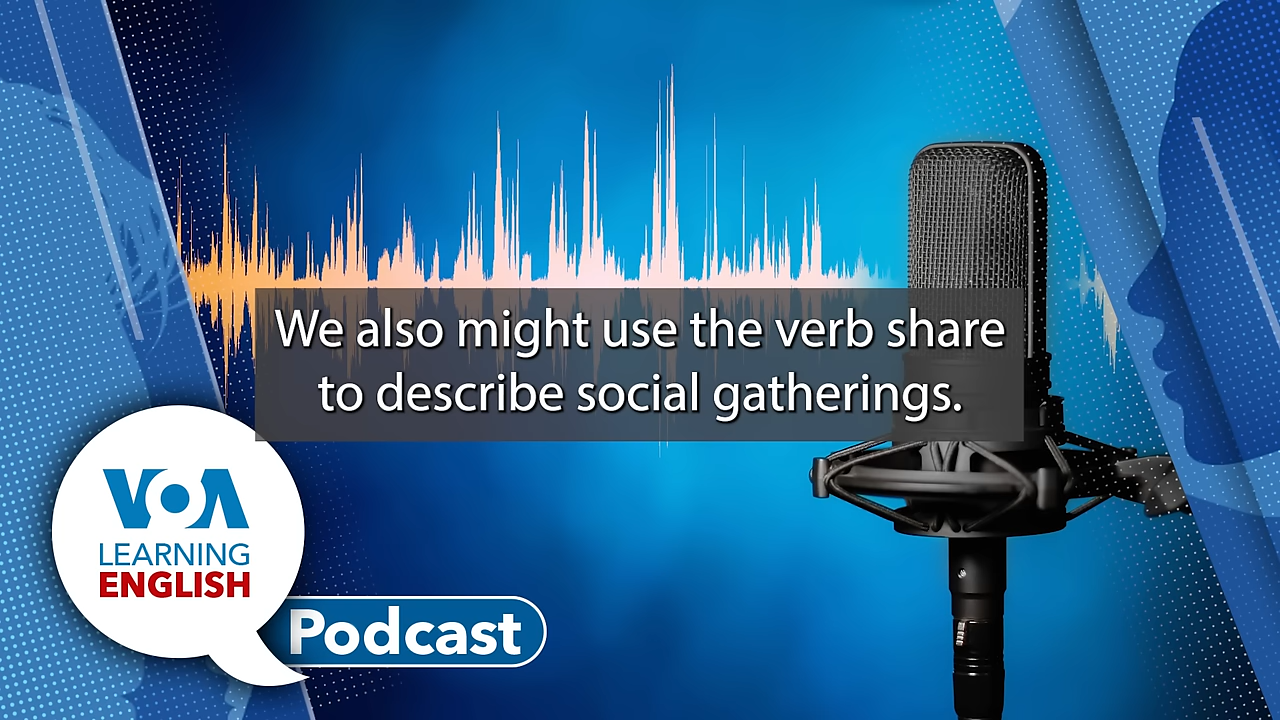 We also might use the verb share
to describe social gatherings.
VOA
LEARNING
ENGLISH
Podcast